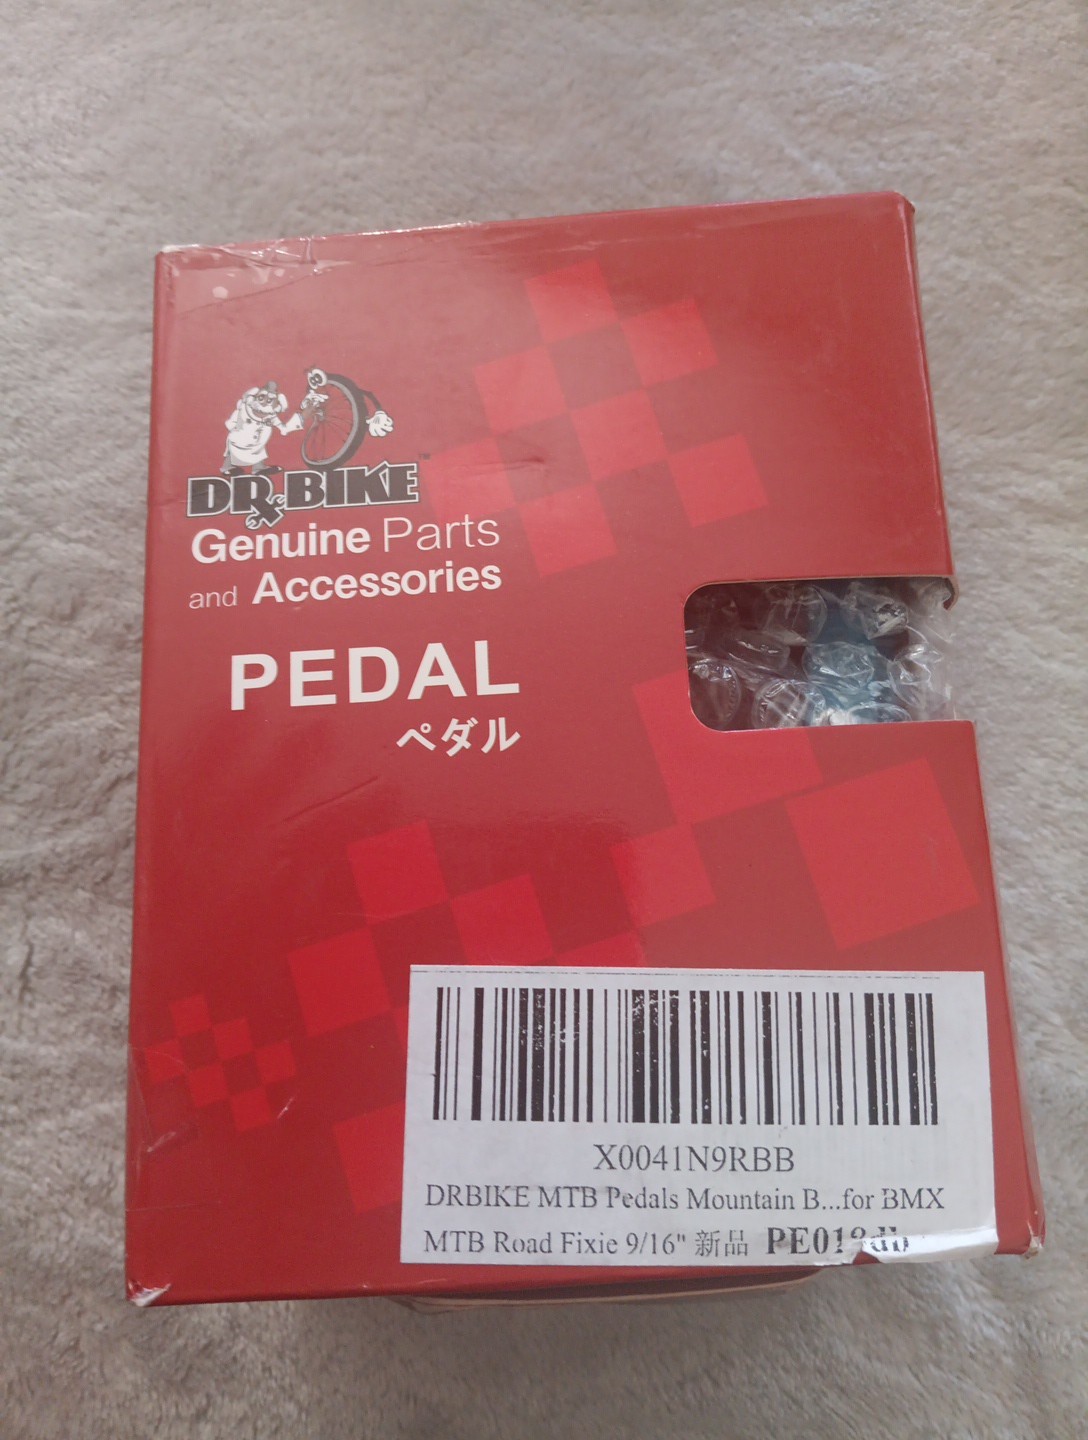 DR.BIKE™
Genuine Parts
and Accessories
PEDAL
ペダル
X0041N9RBB
DRBIKE MTB Pedals Mountain B...for BMX
MTB Road Fixie 9/16" 新品